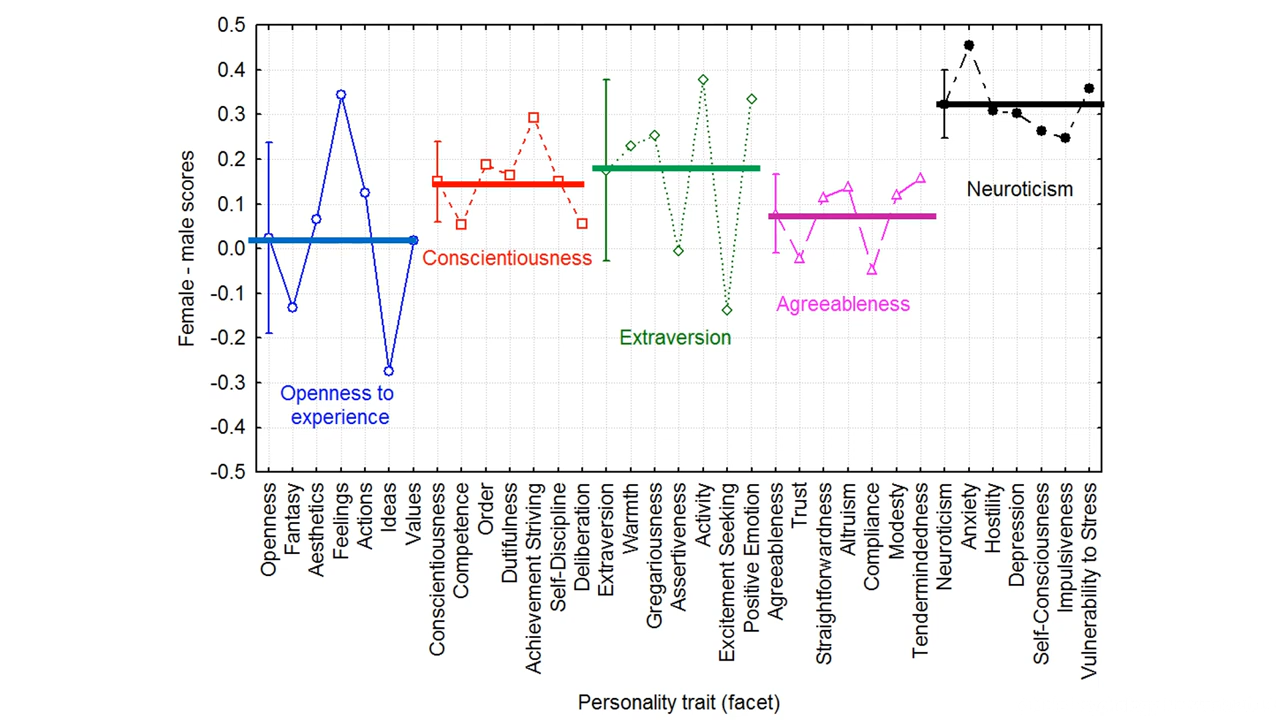 0.5
0.4
0.3
0.2
0.1
0.0
-0.1
-0.2
-0.3
-0.4
-0.5
Female - male scores
Openness to
experience
Conscientiousness
Extraversion
Agreeableness
Neuroticism
Openness
Fantasy
Aesthetics
Feelings
Actions
Ideas
Values
Conscientiousness
Competence
Order
Dutifulness
Achievement Striving
Self-Discipline
Deliberation
Extraversion
Warmth
Gregariousness
Assertiveness
Activity
Excitement Seeking
Positive Emotion
Agreeableness
Trust
Straightforwardness
Altruism
Compliance
Modesty
Tendermindedness
Neuroticism
Anxiety
Hostility
Depression
Self-Consciousness
Impulsiveness
Vulnerability to Stress
Personality trait (facet)